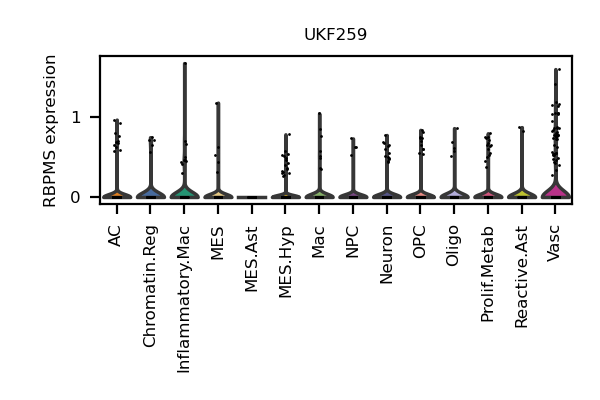 UKF259
RBPMS expression
1
0
AC
Chromatin.Reg
Inflammatory.Mac
MES
MES.Ast
MES.Hyp
Mac
NPC
Neuron
OPC
Oligo
Prolif.Metab
Reactive.Ast
Vasc